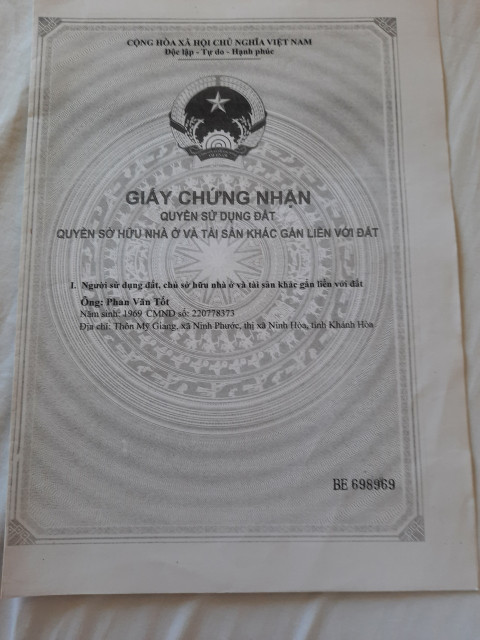 CỘNG HÒA XÃ HỘI CHỦ NGHĨA VIỆT NAM
Độc lập - Tự do - Hạnh phúc
GIẤY CHỨNG NHẬN
QUYỀN SỬ DỤNG ĐẤT
QUYỀN SỞ HỮU NHÀ Ở VÀ TÀI SẢN KHÁC GẮN LIỀN VỚI ĐẤT
I. Người sử dụng đất, chủ sở hữu nhà ở và tài sản khác gắn liền với đất
Ông: Phan Văn Tốt
Năm sinh: 1969 CMND số: 220778373
Địa chỉ: Thôn Mỹ Giang, xã Ninh Phước, thị xã Ninh Hòa, tỉnh Khánh Hòa
BE 698969